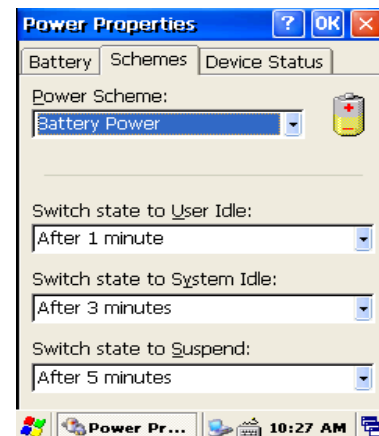 Power Properties ? OK
Battery Schemes Device Status
Power Scheme:
Battery Power
Switch state to User Idle:
After 1 minute
Switch state to System Idle:
After 3 minutes
Switch state to Suspend:
After 5 minutes
Power Pr... 10:27 AM